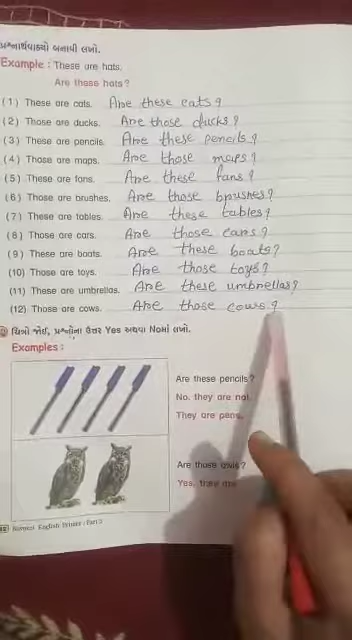 પ્રશ્નાર્થવાક્યો બનાવી લખો.
Example : These are hats.
Are these hats?
(1) These are cats. Are these cats?
(2) Those are ducks. Are those ducks?
(3) These are pencils. Are these pencils?
(4) Those are maps. Are those maps?
(5) These are fans. Are these fans?
(6) Those are brushes. Are those brushes?
(7) These are tables. Are these tables?
(8) Those are cars. Are those cars?
(9) These are boats. Are these boats?
(10) Those are toys. Are those toys?
(11) These are umbrellas. Are these umbrellas?
(12) Those are cows. Are those cows?
ચિત્રો જોઈ, પ્રશ્નોના ઉત્તર Yes અથવા Noમાં લખો.
Examples :
Are these pencils?
No, they are not.
They are pens.
Are those owls?
Yes, they are
English Primer : Part 2